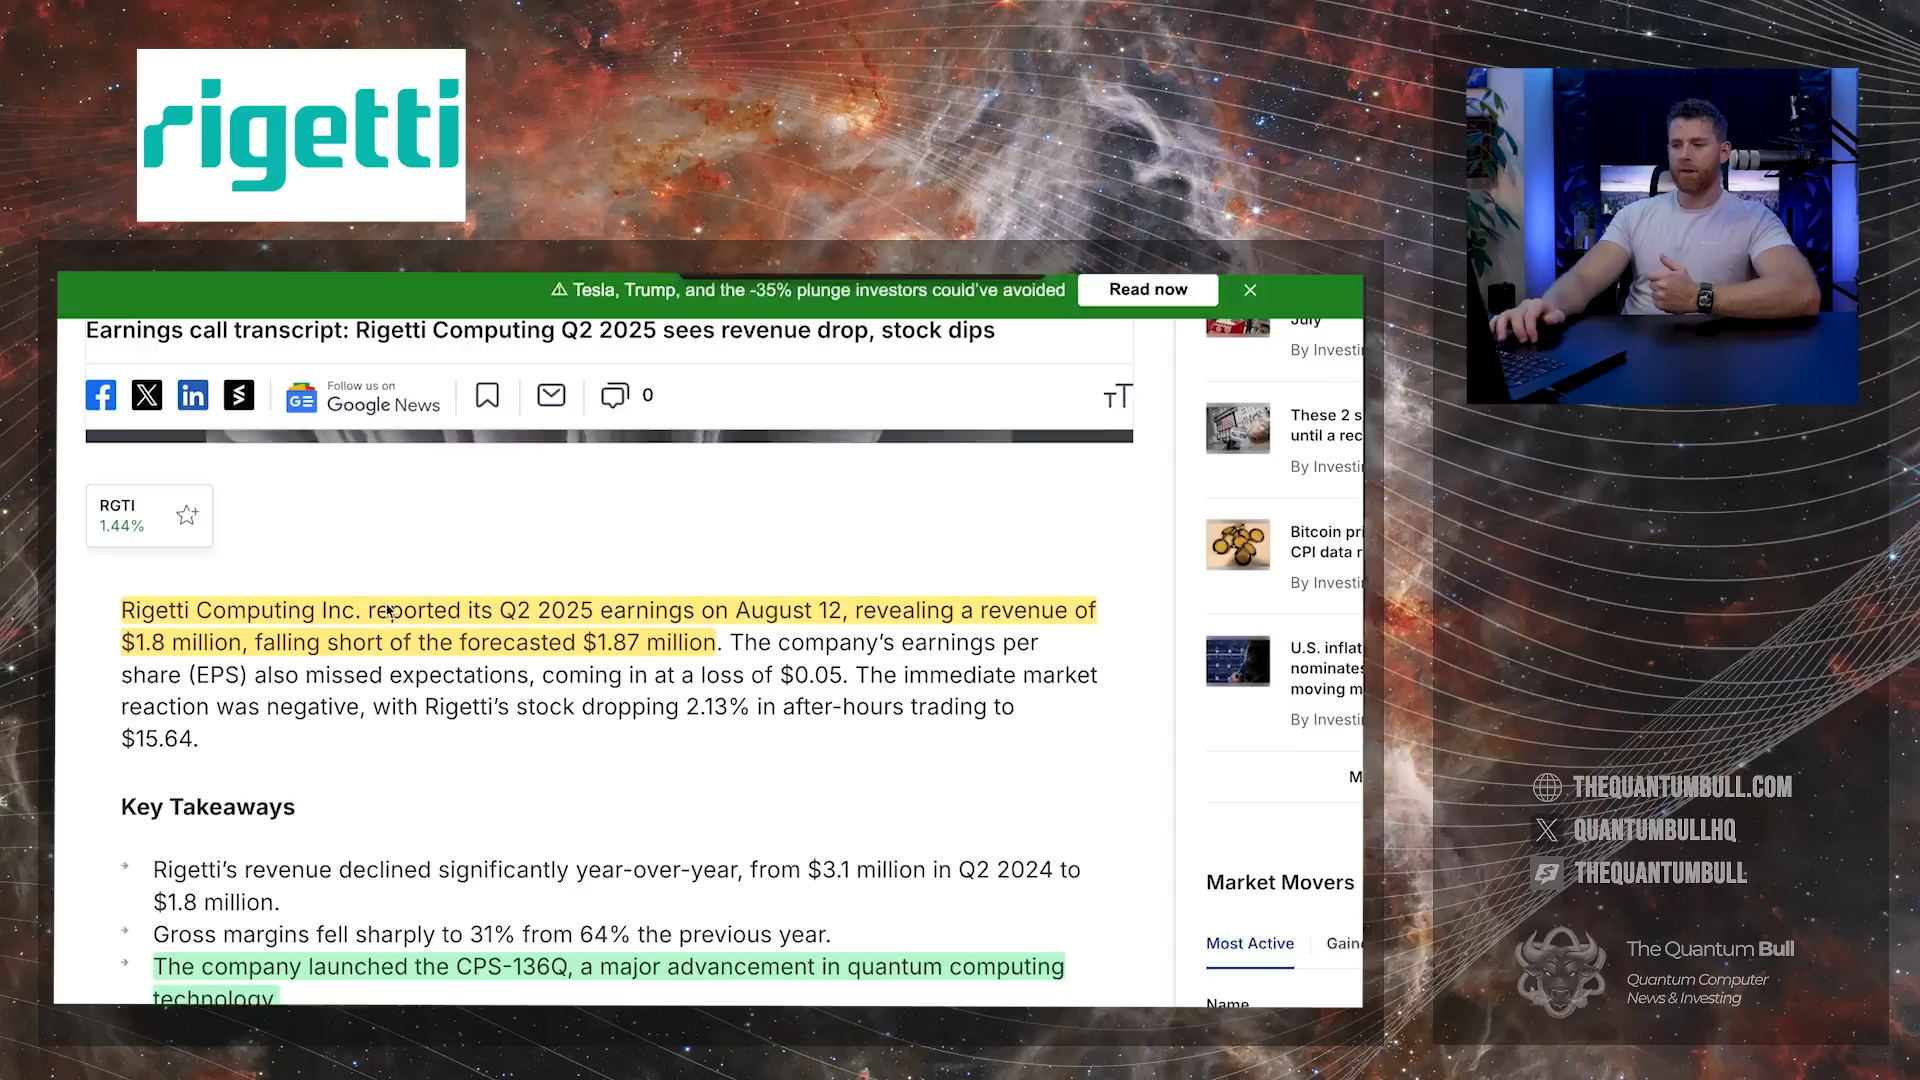 rigetti
⚠ Tesla, Trump, and the -35% plunge investors could've avoided
Read now
Earnings call transcript: Rigetti Computing Q2 2025 sees revenue drop, stock dips
Follow us on
Google News
0
TT
RGTI
1.44%
Rigetti Computing Inc. reported its Q2 2025 earnings on August 12, revealing a revenue of
$1.8 million, falling short of the forecasted $1.87 million. The company's earnings per
share (EPS) also missed expectations, coming in at a loss of $0.05. The immediate market
reaction was negative, with Rigetti's stock dropping 2.13% in after-hours trading to
$15.64.
Key Takeaways
Rigetti's revenue declined significantly year-over-year, from $3.1 million in Q2 2024 to
$1.8 million.
Gross margins fell sharply to 31% from 64% the previous year.
The company launched the CPS-136Q, a major advancement in quantum computing
technology
July
By Investi
These 2 s
until a rec
By Investi
Bitcoin pri
CPI data r
By Investi
U.S. inflat
nominates
moving m
By Investi
M
Market Movers
Most Active
Gain
Name
THEQUANTUMBULL.COM
QUANTUMBULLHQ
THEQUANTUMBULL
The Quantum Bull
Quantum Computer
News & Investing